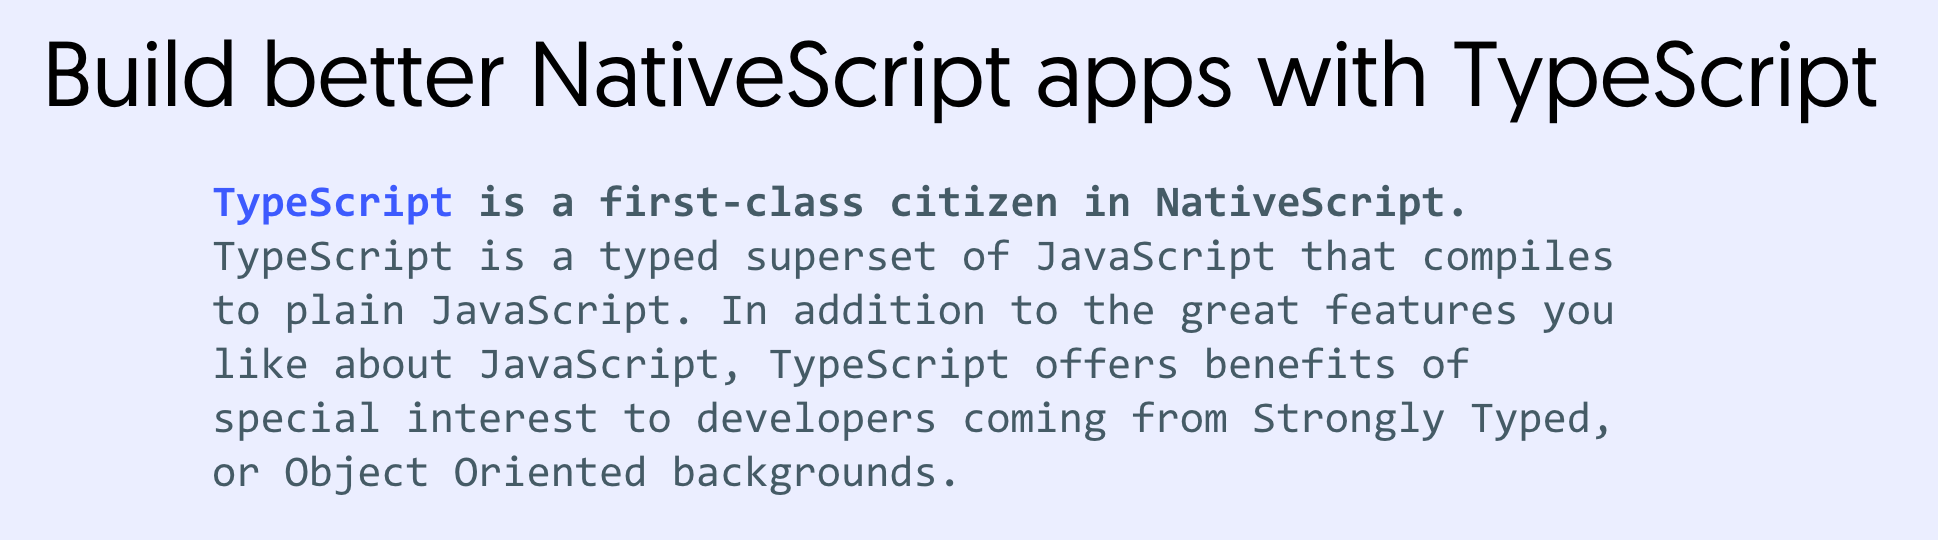 Build better NativeScript apps with TypeScript
TypeScript is a first-class citizen in NativeScript.
TypeScript is a typed superset of JavaScript that compiles
to plain JavaScript. In addition to the great features you
like about JavaScript, TypeScript offers benefits of
special interest to developers coming from Strongly Typed,
or Object Oriented backgrounds.